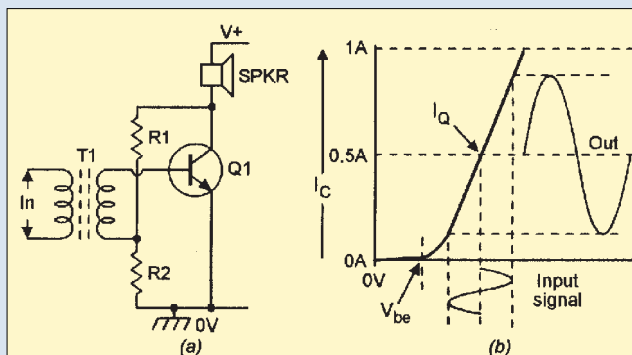 V+
SPKR
R1
T1
Q1
In
R2
0V
(a)
1A
I_Q
0.5A
Out
I_C
0A
0V
Input
signal
V_be
(b)